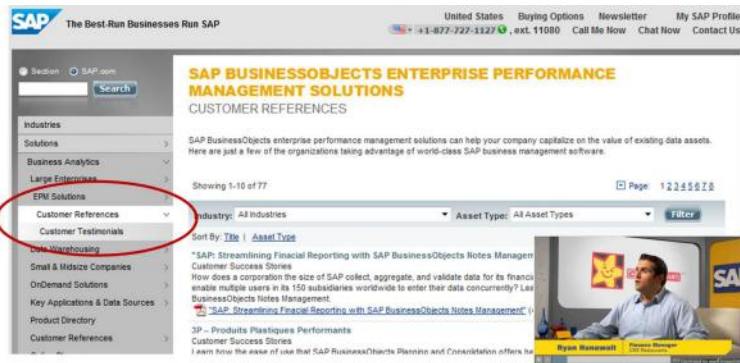 SAP The Best-Run Businesses Run SAP
United States Buying Options Newsletter My SAP Profile
+1-877-727-1127, ext. 11080 Call Me Now Chat Now Contact Us
Section SAP.com
Search
Industries
Solutions
Business Analytics
Large Enterprises
EPM Solutions
Customer References
Customer Testimonials
Data Warehousing
Small & Midsize Companies
OnDemand Solutions
Key Applications & Data Sources
Product Directory
Customer References
SAP BUSINESSOBJECTS ENTERPRISE PERFORMANCE
MANAGEMENT SOLUTIONS
CUSTOMER REFERENCES
SAP BusinessObjects enterprise performance management solutions can help your company capitalize on the value of existing data assets.
Here are just a few of the organizations taking advantage of world-class SAP business management software.
Showing 1-10 of 77
Page: 1 2 3 4 5 6 7 8
Industry: All Industries Asset Type: All Asset Types Filter
Sort By: Title | Asset Type
"SAP: Streamlining Finacial Reporting with SAP BusinessObjects Notes Managem
Customer Success Stories
How does a corporation the size of SAP collect, aggregate, and validate data for its financi
enable multiple users in its 150 subsidiaries worldwide to enter their data concurrently? Lea
BusinessObjects Notes Management.
"SAP: Streamlining Finacial Reporting with SAP BusinessObjects Notes Management"
3P – Produits Plastiques Performants
Customer Success Stories
Learn how the ease of use that SAP BusinessObjects Planning and Consolidation offers
SA
Ryan Hanawalt
Finance Manager
CKE Restaurants